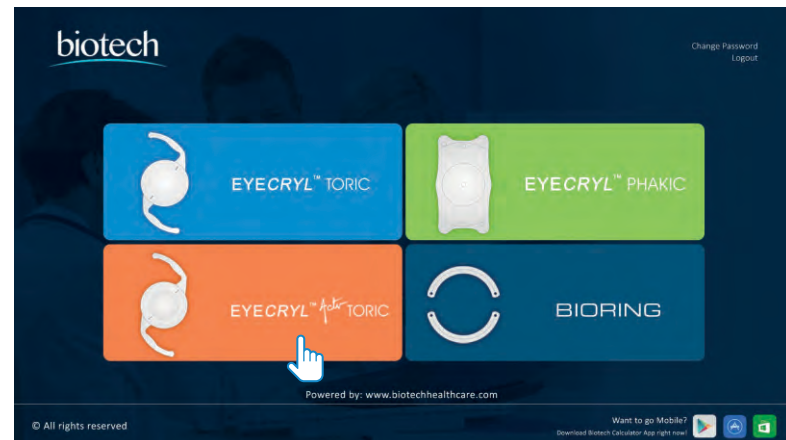 biotech
Change Password
Logout
EYECRYL™ TORIC
EYECRYL™ PHAKIC
EYECRYL™ Activ TORIC
BIORING
Powered by: www.biotechhealthcare.com
© All rights reserved
Want to go Mobile?
Download Biotech Calculator App right now!